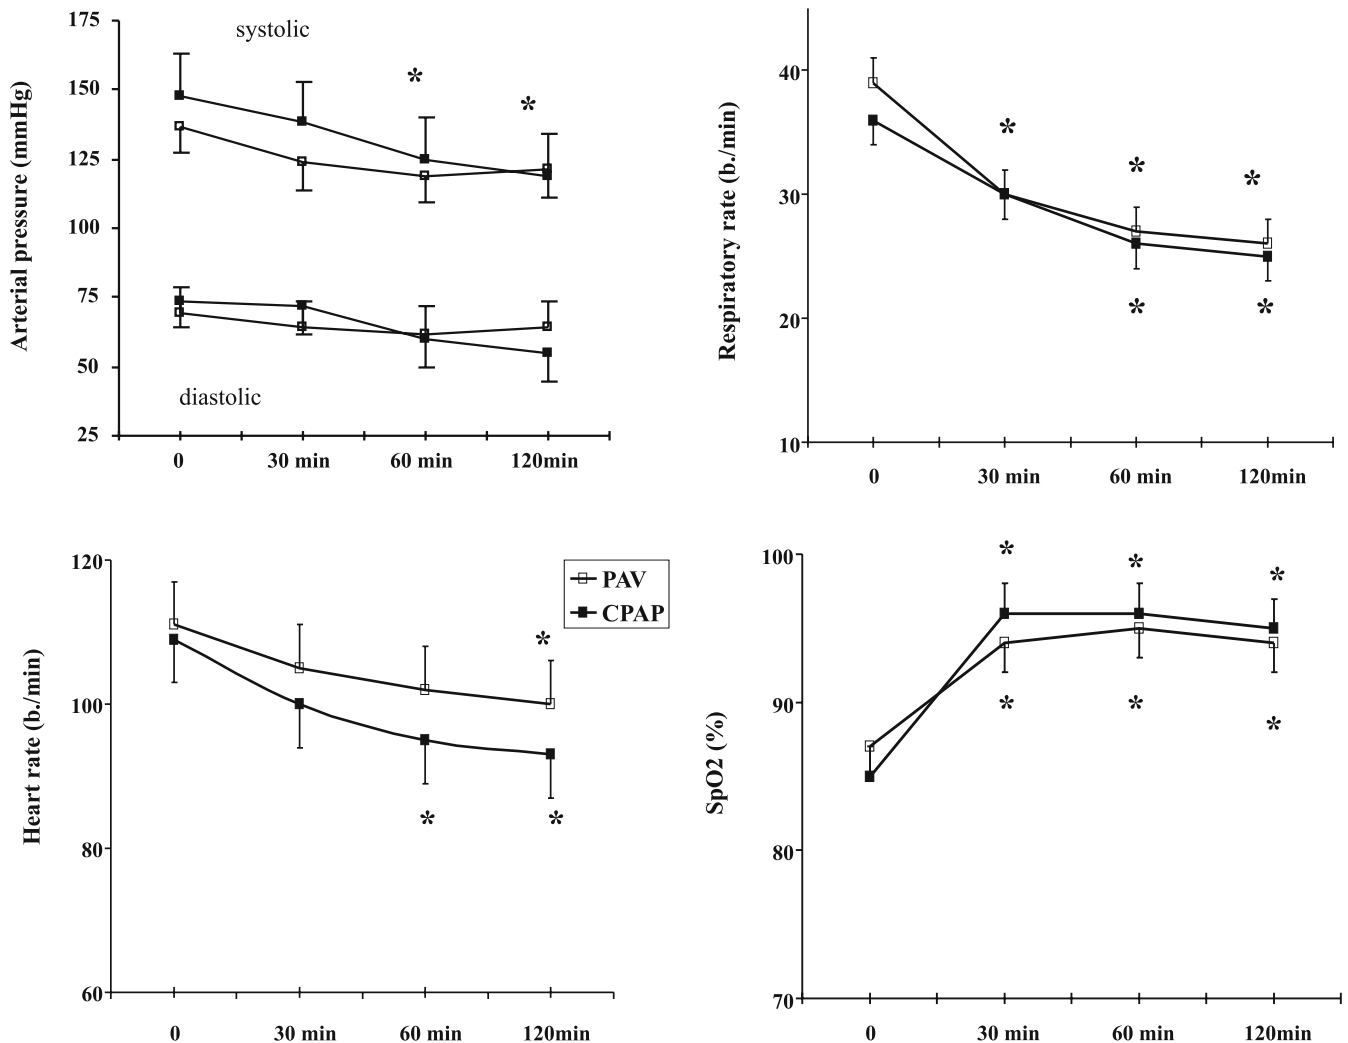 Arterial pressure (mmHg)
175
150
125
100
75
50
25
systolic
*
*
diastolic
0
30 min
60 min
120min
Respiratory rate (b./min)
40
30
20
10
*
*
*
*
*
0
30 min
60 min
120min
Heart rate (b./min)
120
100
80
60
PAV
CPAP
*
*
*
0
30 min
60 min
120min
SpO2 (%)
100
90
80
70
*
*
*
*
*
*
0
30 min
60 min
120min